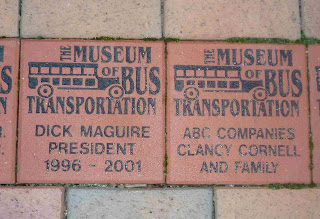 THE MUSEUM
OF
BUS
TRANSPORTATION
DICK MAGUIRE
PRESIDENT
1996 - 2001
THE MUSEUM
OF
BUS
TRANSPORTATION
ABC COMPANIES
CLANCY CORNELL
AND FAMILY